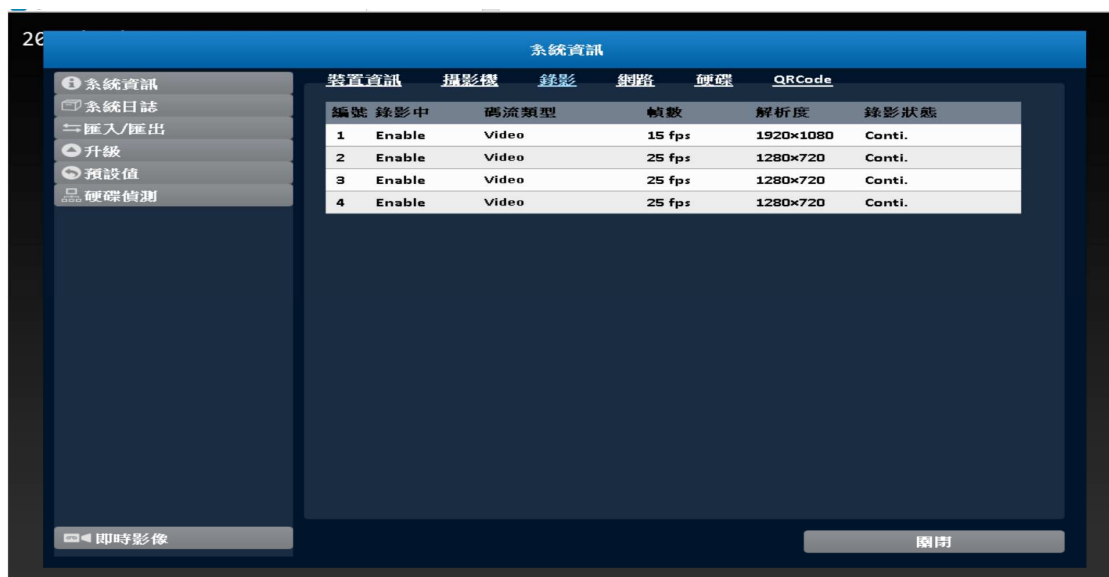 20
系統資訊
系統資訊
系統日誌
匯入/匯出
升級
預設值
硬碟偵測
即時影像
裝置資訊 攝影機 錄影 網路 硬碟 QRCode
編號 錄影中 碼流類型 幀數 解析度 錄影狀態
1 Enable Video 15 fps 1920×1080 Conti.
2 Enable Video 25 fps 1280×720 Conti.
3 Enable Video 25 fps 1280×720 Conti.
4 Enable Video 25 fps 1280×720 Conti.
關閉